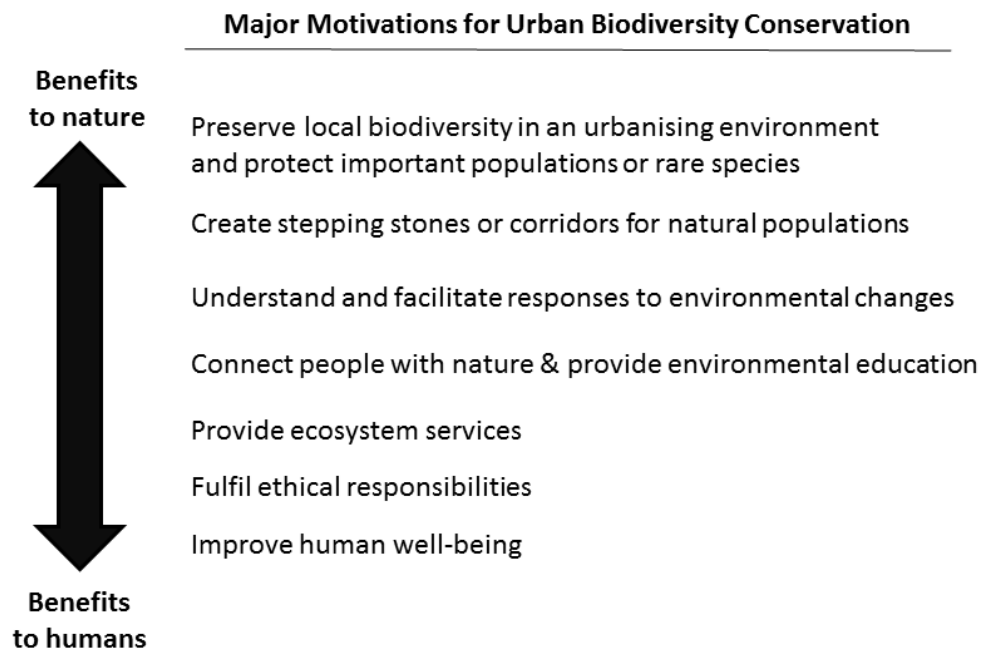 Major Motivations for Urban Biodiversity Conservation
Benefits
to nature
Preserve local biodiversity in an urbanising environment
and protect important populations or rare species
Create stepping stones or corridors for natural populations
Understand and facilitate responses to environmental changes
Connect people with nature & provide environmental education
Provide ecosystem services
Fulfil ethical responsibilities
Improve human well-being
Benefits
to humans